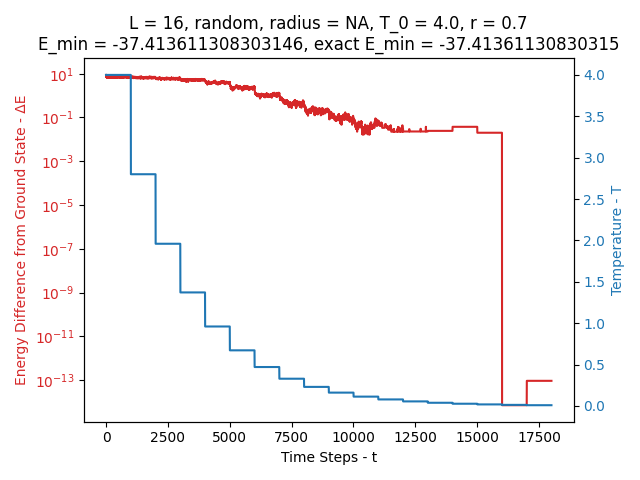 L = 16, random, radius = NA, T_0 = 4.0, r = 0.7
E_min = -37.413611308303146, exact E_min = -37.41361130830315
Energy Difference from Ground State - ΔE
10¹
10⁻¹
10⁻³
10⁻⁵
10⁻⁷
10⁻⁹
10⁻¹¹
10⁻¹³
4.0
3.5
3.0
2.5
2.0
1.5
1.0
0.5
0.0
Temperature - T
0 2500 5000 7500 10000 12500 15000 17500
Time Steps - t